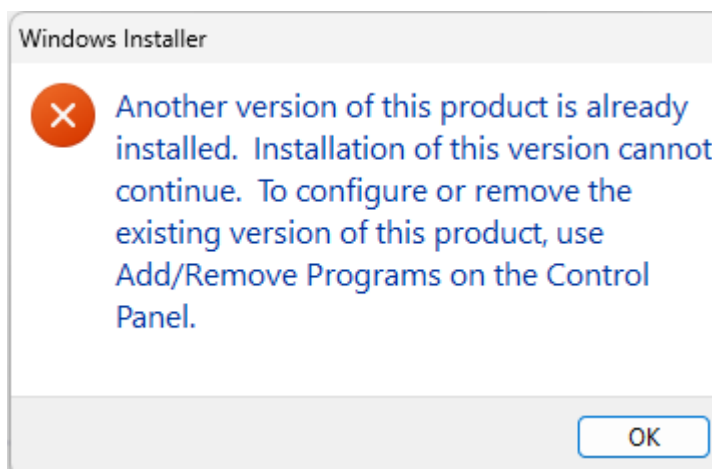 Windows Installer
Another version of this product is already
installed.  Installation of this version cannot
continue.  To configure or remove the
existing version of this product, use
Add/Remove Programs on the Control
Panel.
OK